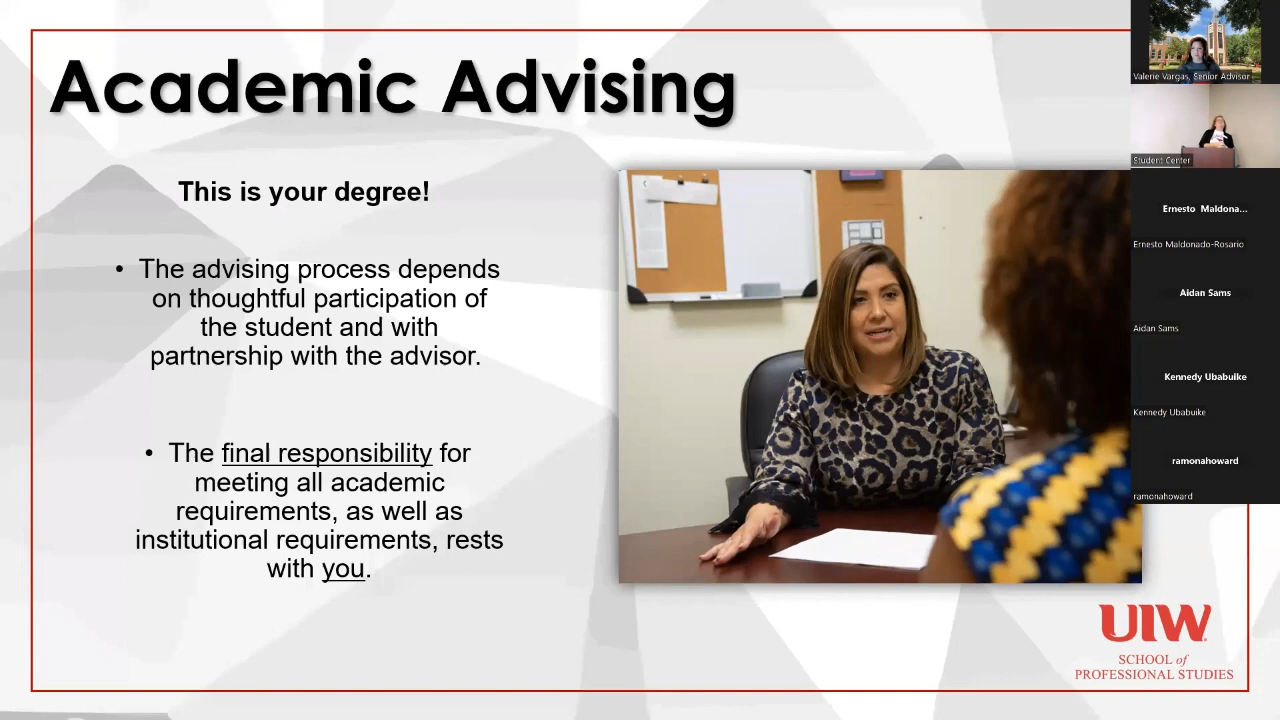 Academic Advising
This is your degree!
• The advising process depends
on thoughtful participation of
the student and with
partnership with the advisor.
• The final responsibility for
meeting all academic
requirements, as well as
institutional requirements, rests
with you.
UIW
SCHOOL of
PROFESSIONAL STUDIES
Valerie Vargas, Senior Advisor
Student Center
Ernesto Maldona...
Ernesto Maldonado-Rosario
Aidan Sams
Aidan Sams
Kennedy Ubabuike
Kennedy Ubabuike
ramonahoward
ramonahoward